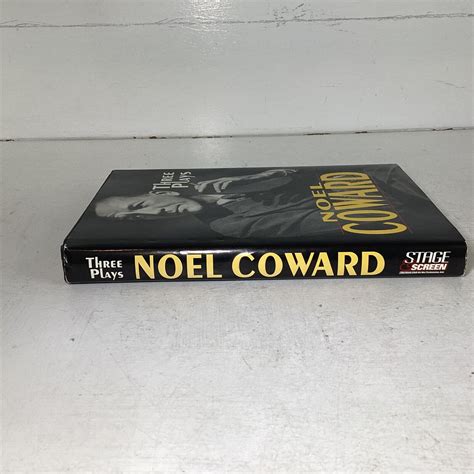 THREE
PLAYS
NOEL
COWARD
THREE
PLAYS
NOEL COWARD
STAGE
& SCREEN